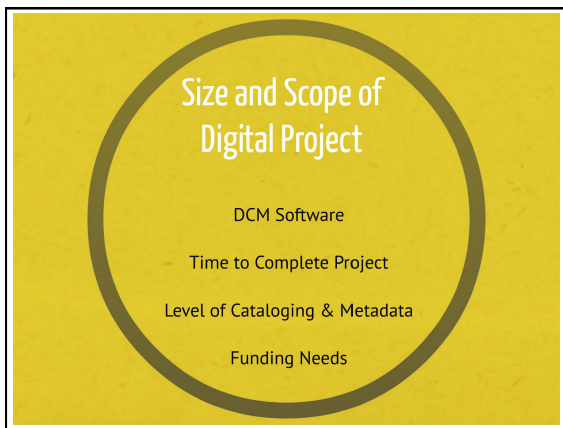 Size and Scope of
Digital Project
DCM Software
Time to Complete Project
Level of Cataloging & Metadata
Funding Needs